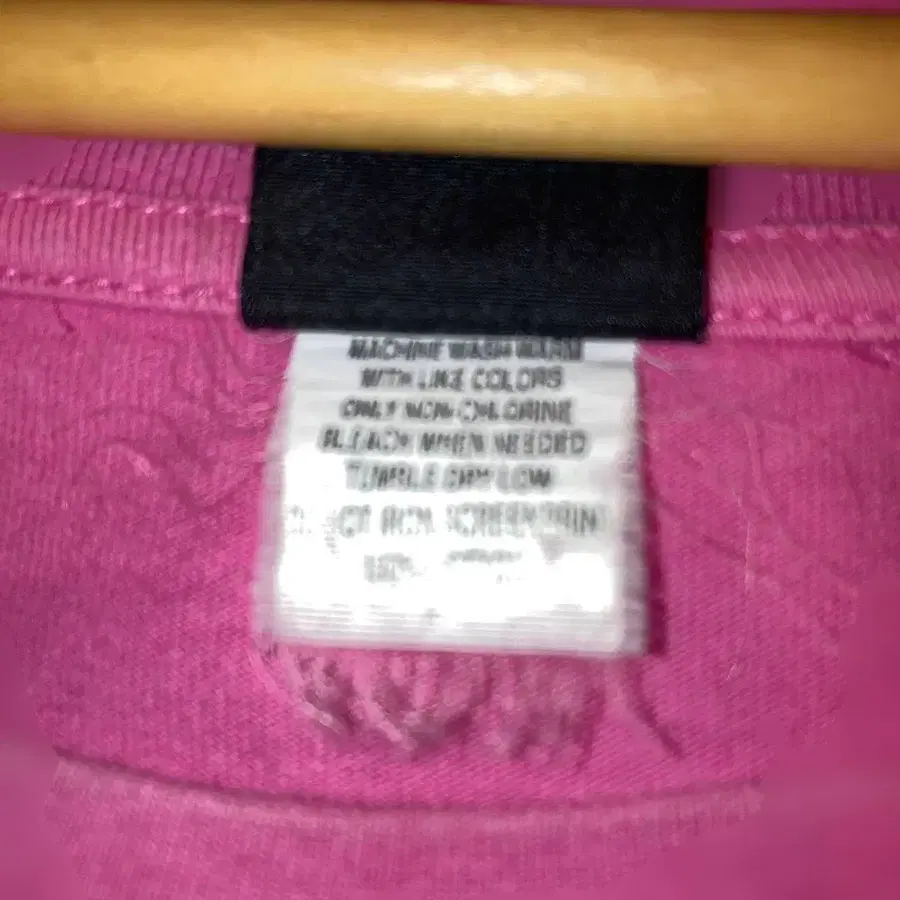 MACHINE WASH WARM
WITH LIKE COLORS
ONLY NON-CHLORINE
BLEACH WHEN NEEDED
TUMBLE DRY LOW